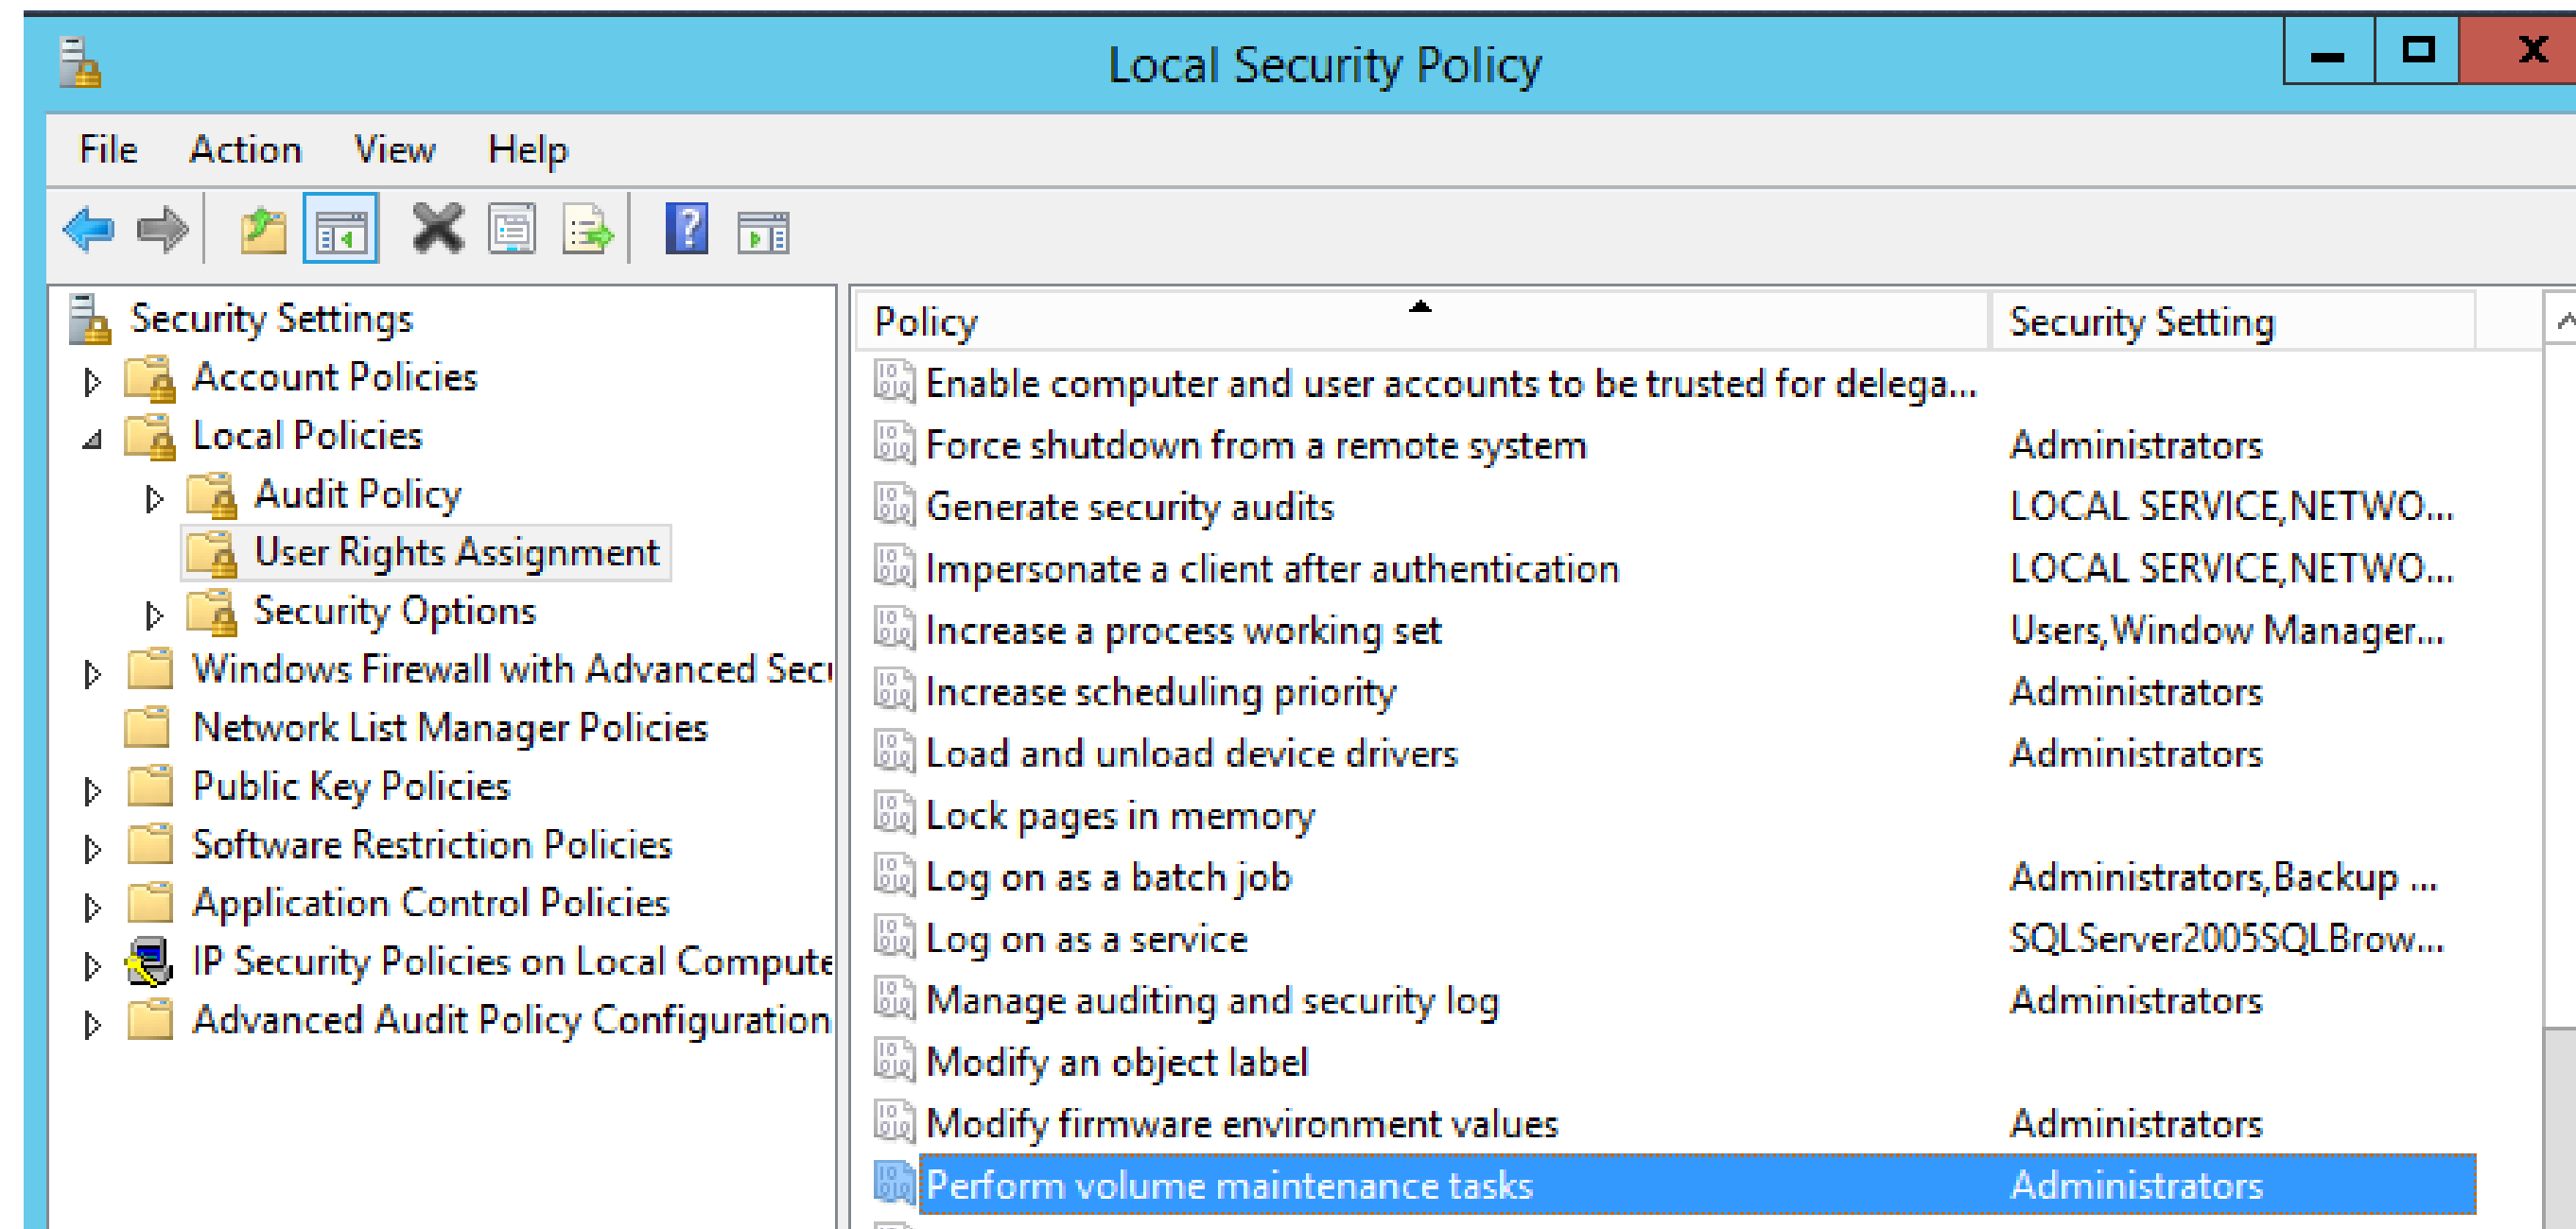 Local Security Policy
File Action View Help
Security Settings
Account Policies
Local Policies
Audit Policy
User Rights Assignment
Security Options
Windows Firewall with Advanced Secu
Network List Manager Policies
Public Key Policies
Software Restriction Policies
Application Control Policies
IP Security Policies on Local Compute
Advanced Audit Policy Configuration
Policy Security Setting
Enable computer and user accounts to be trusted for delega...
Force shutdown from a remote system Administrators
Generate security audits LOCAL SERVICE,NETWO...
Impersonate a client after authentication LOCAL SERVICE,NETWO...
Increase a process working set Users,Window Manager...
Increase scheduling priority Administrators
Load and unload device drivers Administrators
Lock pages in memory
Log on as a batch job Administrators,Backup ...
Log on as a service SQLServer2005SQLBrow...
Manage auditing and security log Administrators
Modify an object label
Modify firmware environment values Administrators
Perform volume maintenance tasks Administrators